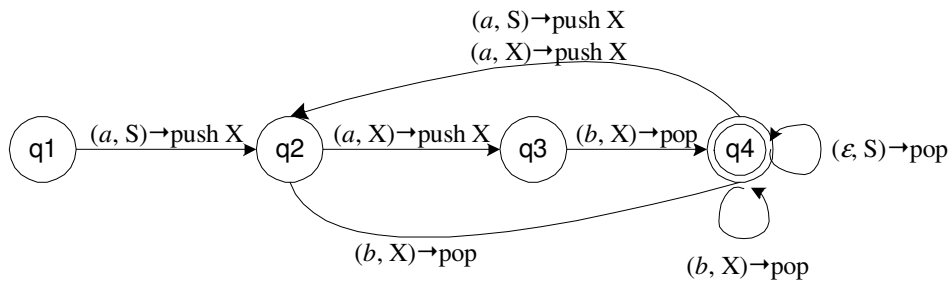 (a, S)→push X
(a, X)→push X
q1 (a, S)→push X q2 (a, X)→push X q3 (b, X)→pop q4 (ε, S)→pop
(b, X)→pop
(b, X)→pop